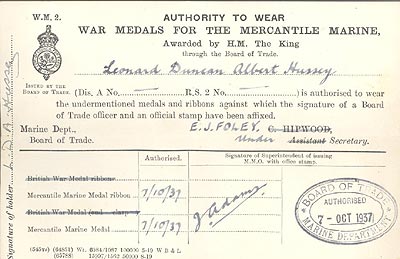 W.M. 2.
AUTHORITY TO WEAR
WAR MEDALS FOR THE MERCANTILE MARINE,
Awarded by H.M. The King
through the Board of Trade.
ISSUED BY THE
BOARD OF TRADE.
Leonard Duncan Albert Hussey
(Dis. A No. — R.S. 2 No. — ) is authorised to wear
the undermentioned medals and ribbons against which the signature of a Board
of Trade officer and an official stamp have been affixed.
Marine Dept.,
Board of Trade.
E. J. FOLEY. C. HIPWOOD,
Under Assistant Secretary.
Authorised.
Signature of Superintendent of issuing
M.M.O. with office stamp.
British War Medal ribbon
Mercantile Marine Medal ribbon
7/10/37
British War Medal (and clasp)
Mercantile Marine Medal
7/10/37
J. Adams
BOARD OF TRADE
AUTHORISED
7 - OCT 1937
MARINE DEPARTMENT
Signature of holder